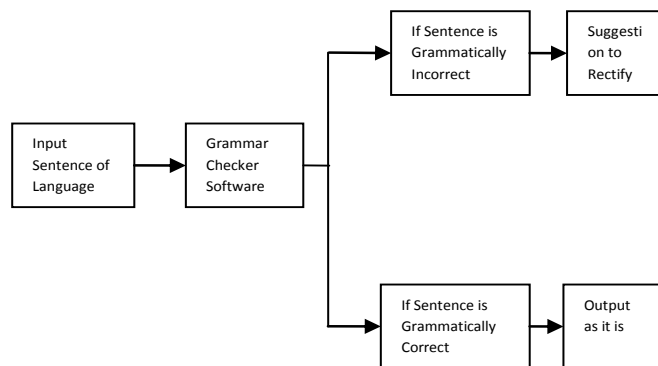 Input
Sentence of
Language
Grammar
Checker
Software
If Sentence is
Grammatically
Incorrect
Suggesti
on to
Rectify
If Sentence is
Grammatically
Correct
Output
as it is